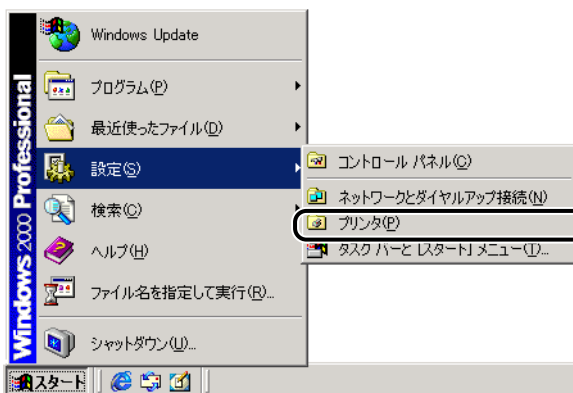 Windows 2000 Professional
Windows Update
プログラム(P)
最近使ったファイル(D)
設定(S)
検索(C)
ヘルプ(H)
ファイル名を指定して実行(R)...
シャットダウン(U)...
コントロール パネル(C)
ネットワークとダイヤルアップ接続(N)
プリンタ(P)
タスク バーと [スタート] メニュー(T)...
スタート